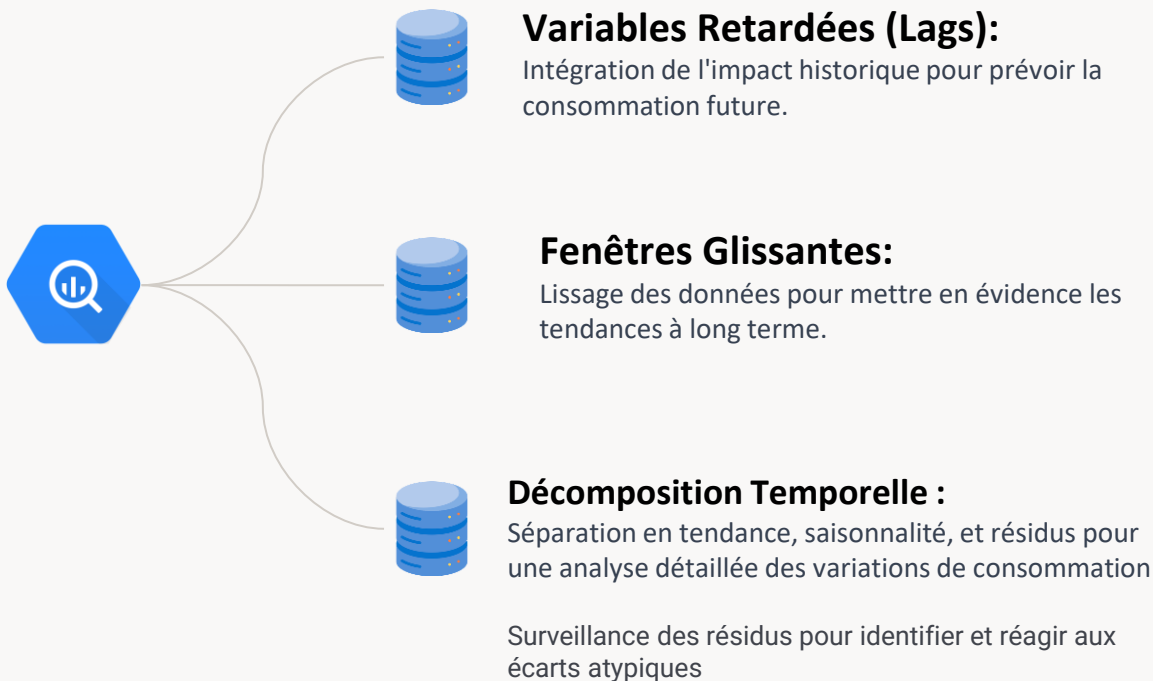 Variables Retardées (Lags):
Intégration de l'impact historique pour prévoir la
consommation future.
Fenêtres Glissantes:
Lissage des données pour mettre en évidence les
tendances à long terme.
Décomposition Temporelle :
Séparation en tendance, saisonnalité, et résidus pour
une analyse détaillée des variations de consommation
Surveillance des résidus pour identifier et réagir aux
écarts atypiques